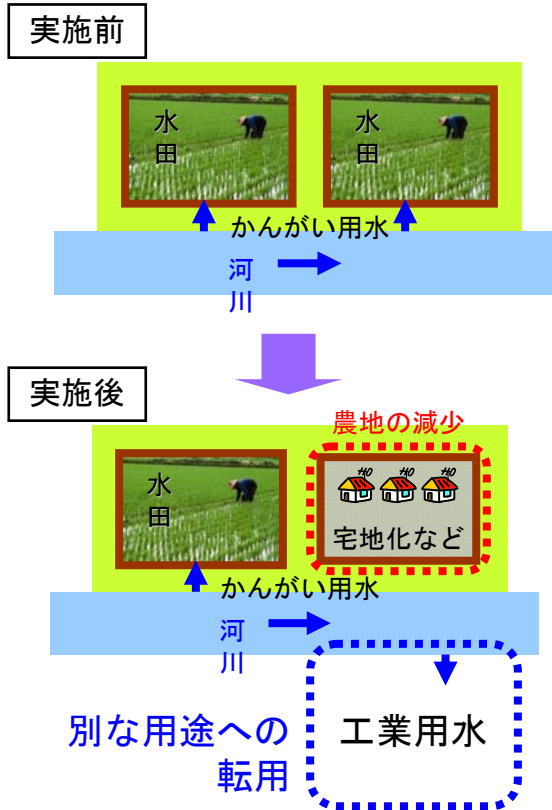 実施前
水田
水田
かんがい用水
河川
実施後
農地の減少
水田
宅地化など
かんがい用水
河川
別な用途への
転用
工業用水